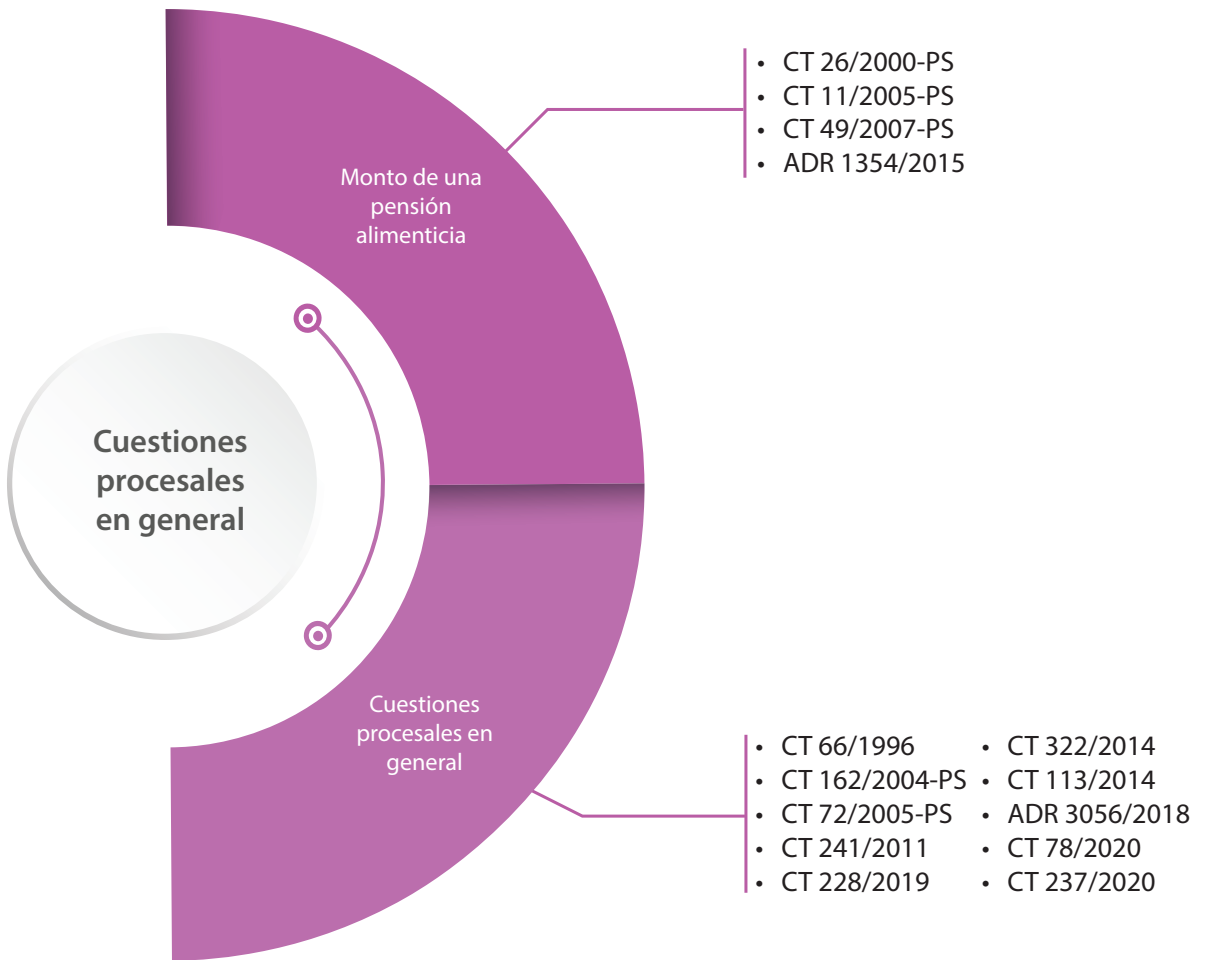 Cuestiones
procesales
en general
Monto de una
pensión
alimenticia
• CT 26/2000-PS
• CT 11/2005-PS
• CT 49/2007-PS
• ADR 1354/2015
Cuestiones
procesales en
general
• CT 66/1996
• CT 162/2004-PS
• CT 72/2005-PS
• CT 241/2011
• CT 228/2019
• CT 322/2014
• CT 113/2014
• ADR 3056/2018
• CT 78/2020
• CT 237/2020